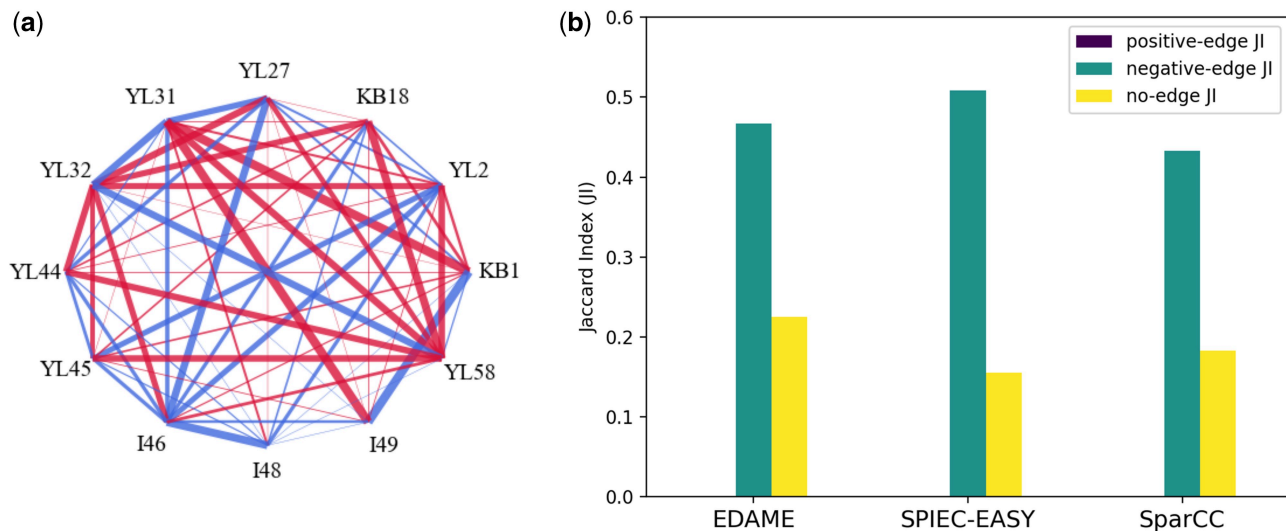 (a)
YL27
YL31
KB18
YL32
YL2
YL44
KB1
YL45
YL58
I46
I49
I48
(b)
positive-edge JI
negative-edge JI
no-edge JI
Jaccard Index (JI)
0.6
0.5
0.4
0.3
0.2
0.1
0.0
EDAME
SPIEC-EASY
SparCC